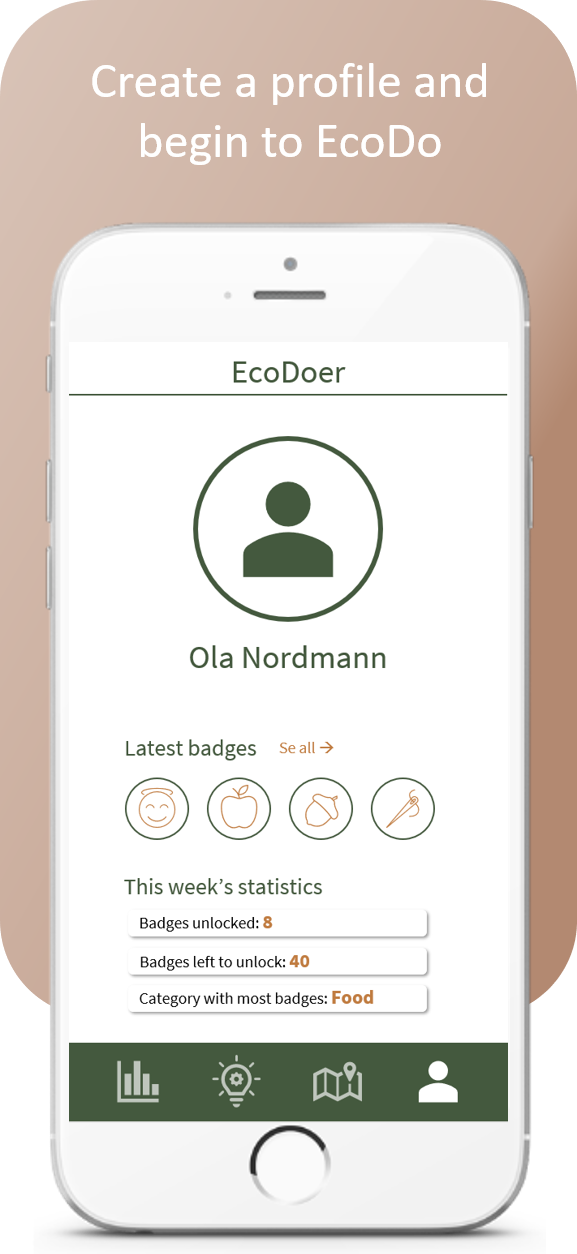 Create a profile and
begin to EcoDo
EcoDoer
Ola Nordmann
Latest badges Se all →
This week’s statistics
Badges unlocked: 8
Badges left to unlock: 40
Category with most badges: Food